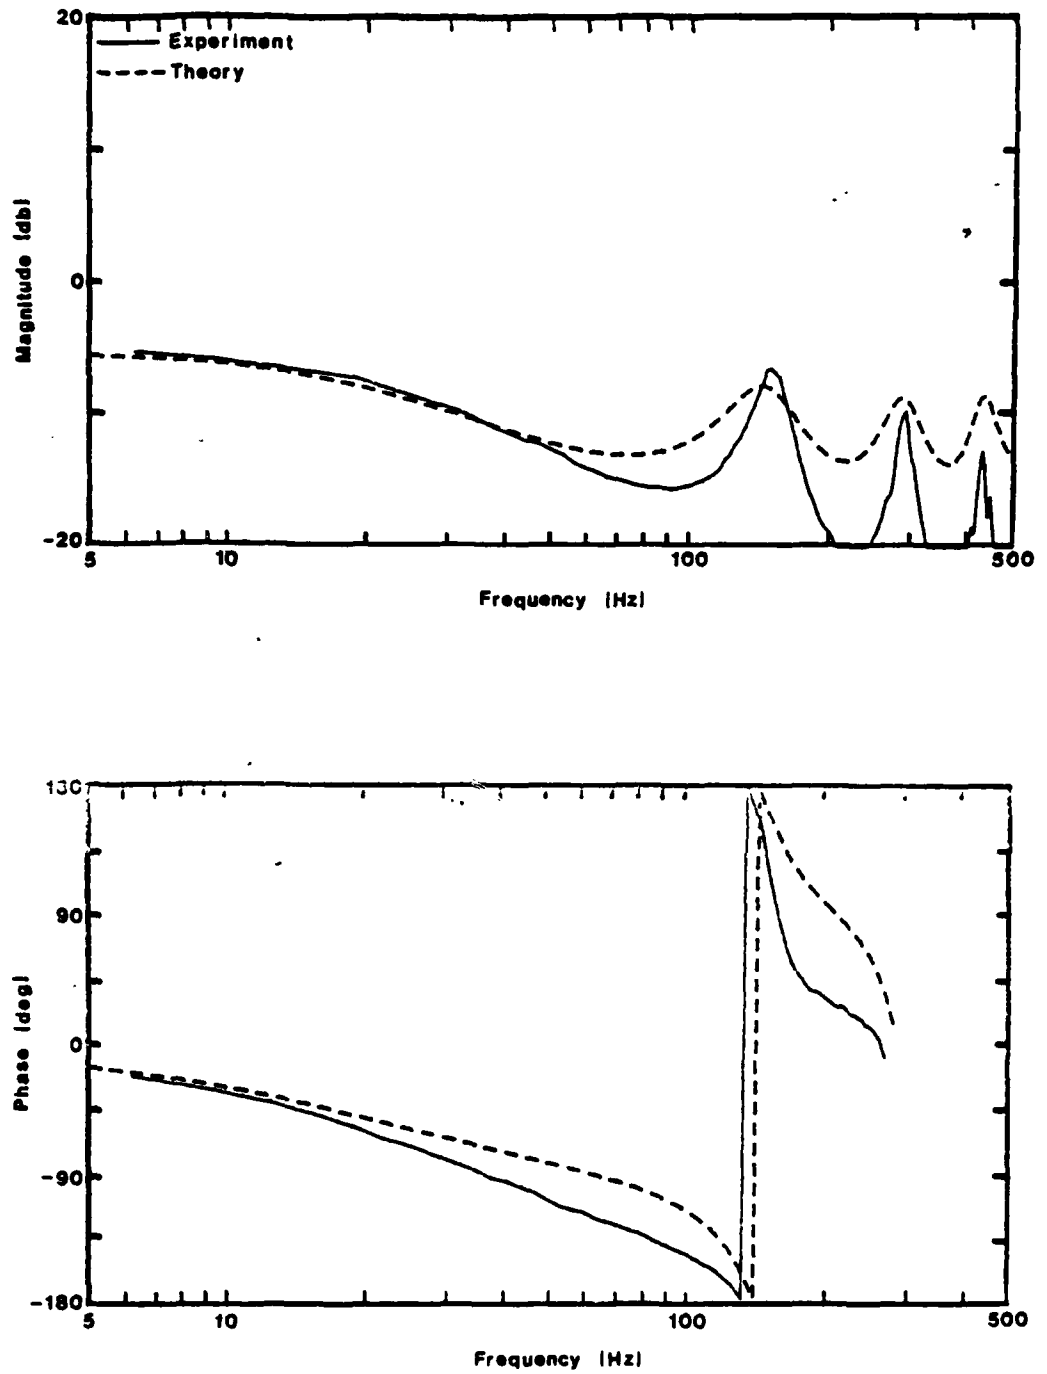 20
Experiment
Theory
0
-20
Magnitude (db)
5 10 100 500
Frequency (Hz)
130
90
0
-90
-180
Phase (deg)
5 10 100 500
Frequency (Hz)